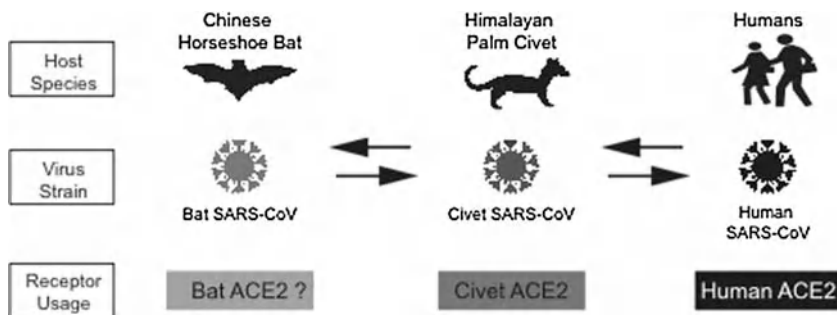 Host
Species
Chinese
Horseshoe Bat
Himalayan
Palm Civet
Humans
Virus
Strain
Bat SARS-CoV
Civet SARS-CoV
Human
SARS-CoV
Receptor
Usage
Bat ACE2 ?
Civet ACE2
Human ACE2